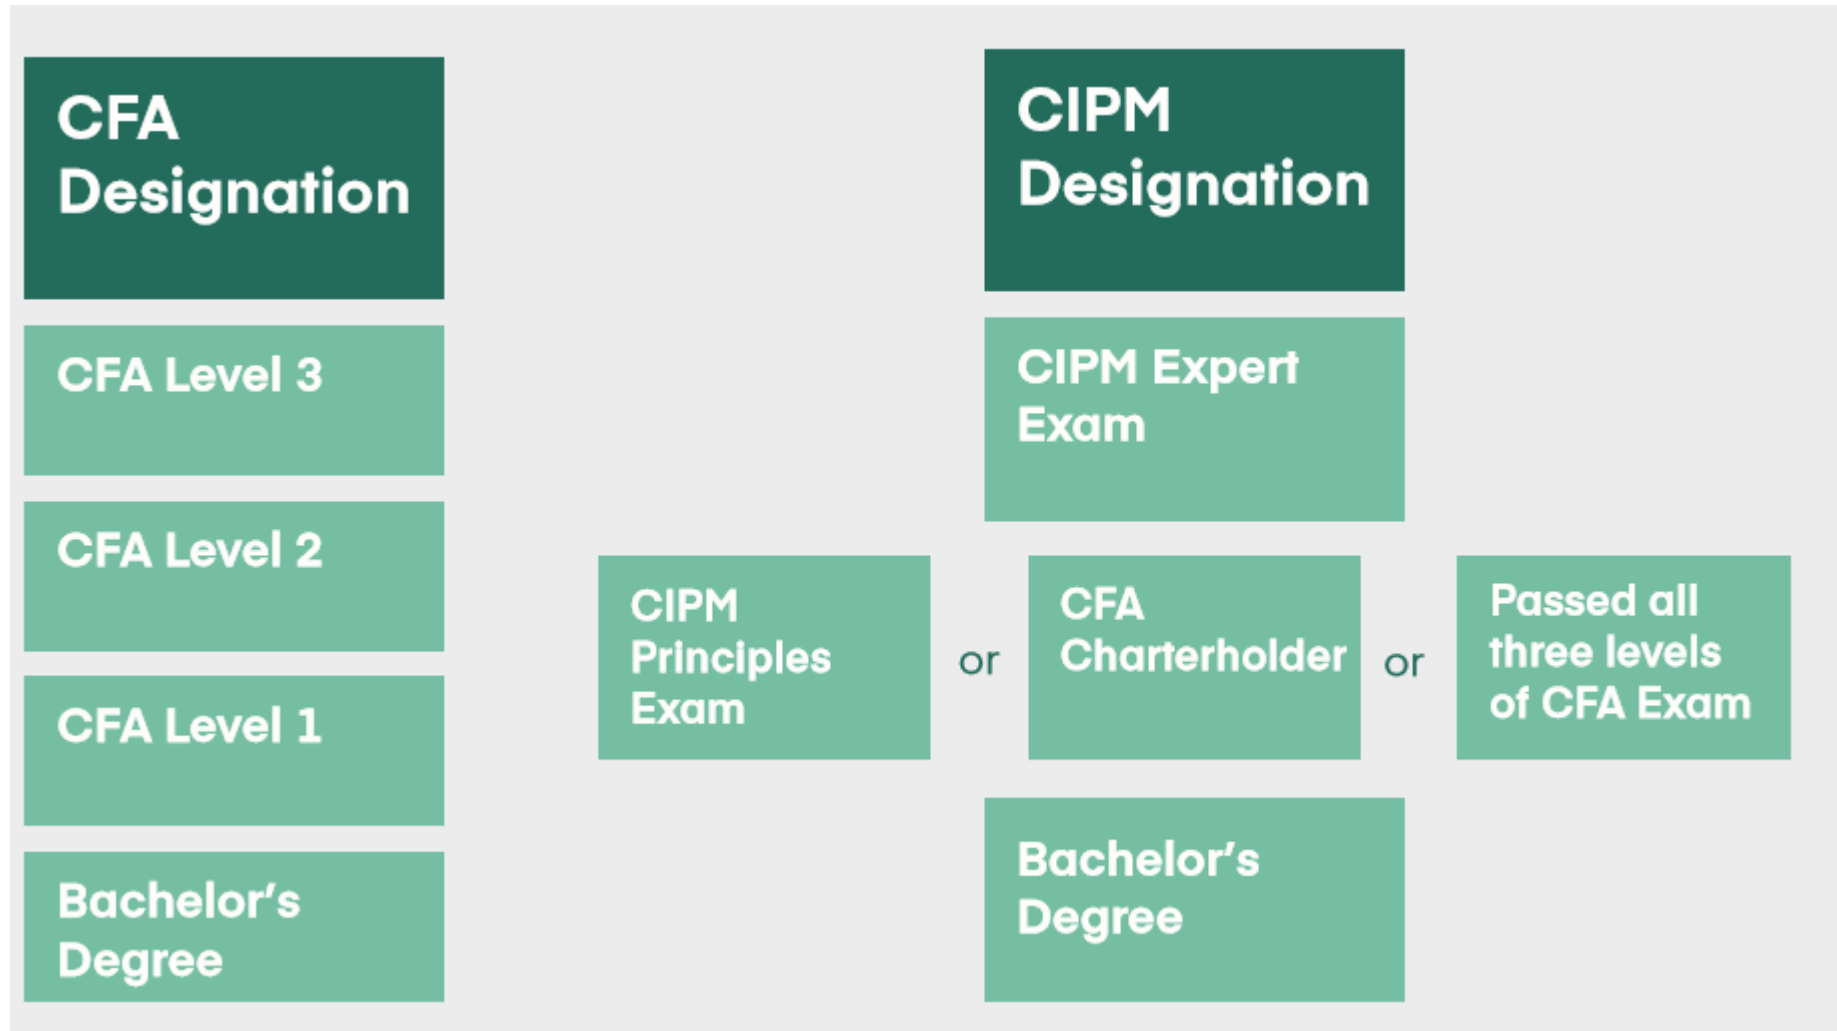 CFA
Designation
CFA Level 3
CFA Level 2
CFA Level 1
Bachelor’s
Degree
CIPM
Designation
CIPM Expert
Exam
CIPM
Principles
Exam
or
CFA
Charterholder
or
Passed all
three levels
of CFA Exam
Bachelor’s
Degree